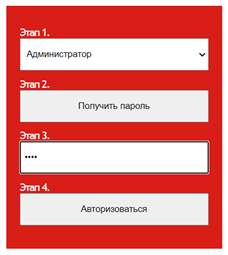 Этап 1.
Администратор
Этап 2.
Получить пароль
Этап 3.
••••
Этап 4.
Авторизоваться